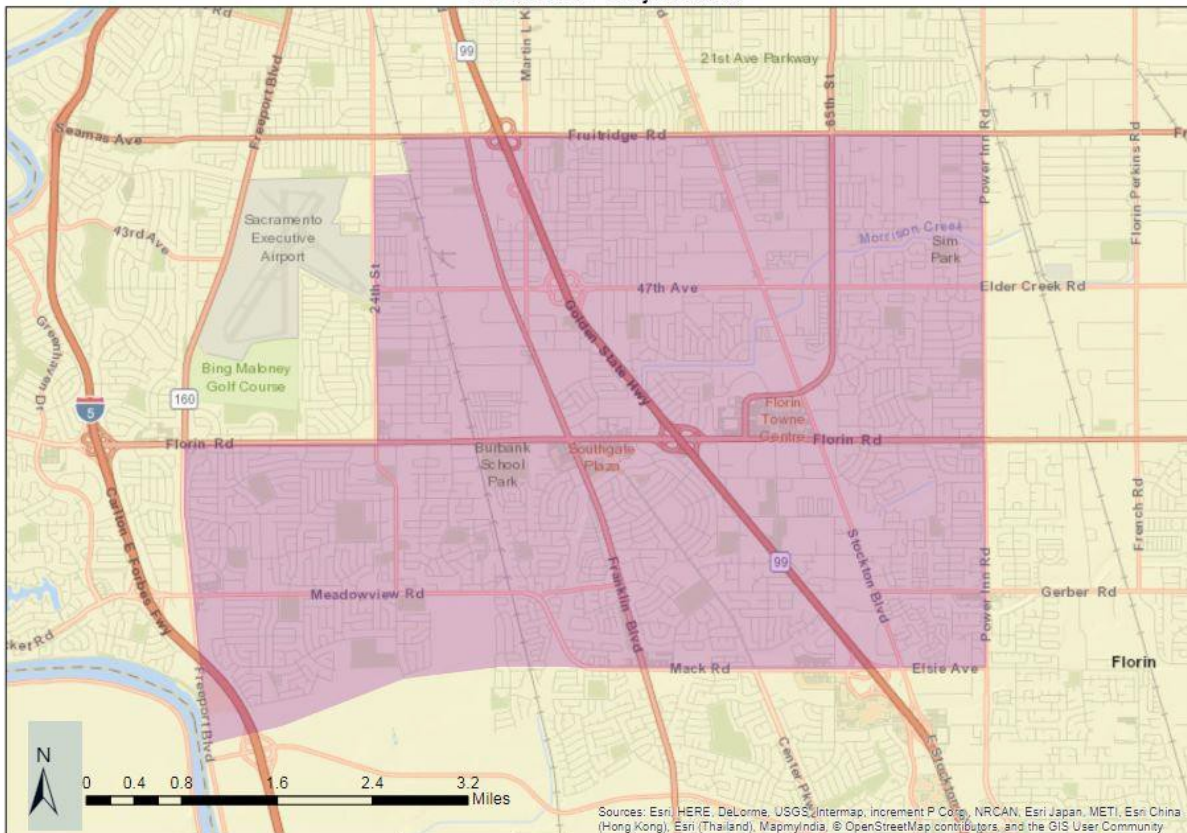 99
Martin L K
21st Ave Parkway
65th St
11
Freeport Blvd
Seamas Ave
Fruitridge Rd
Power Inn Rd
Florin Perkins Rd
Sacramento
Executive
Airport
43rd Ave
24th St
Morrison Creek
Sim
Park
47th Ave
Elder Creek Rd
Golden State Hwy
Greenhaven Dr
Bing Maloney
Golf Course
160
5
Florin Rd
Burbank
School
Park
Southgate
Plaza
Florin
Towne
Centre
Florin Rd
French Rd
Carlton E Forbes Fwy
Franklin Blvd
99
Stockton Blvd
Power Inn Rd
Meadowview Rd
Gerber Rd
cker Rd
Mack Rd
Elsie Ave
Florin
Freeport Blvd
Center Pkw
E Stockton
N
0 0.4 0.8 1.6 2.4 3.2
Miles
Sources: Esri, HERE, DeLorme, USGS, Intermap, increment P Corp., NRCAN, Esri Japan, METI, Esri China
(Hong Kong), Esri (Thailand), MapmyIndia, © OpenStreetMap contributors, and the GIS User Community